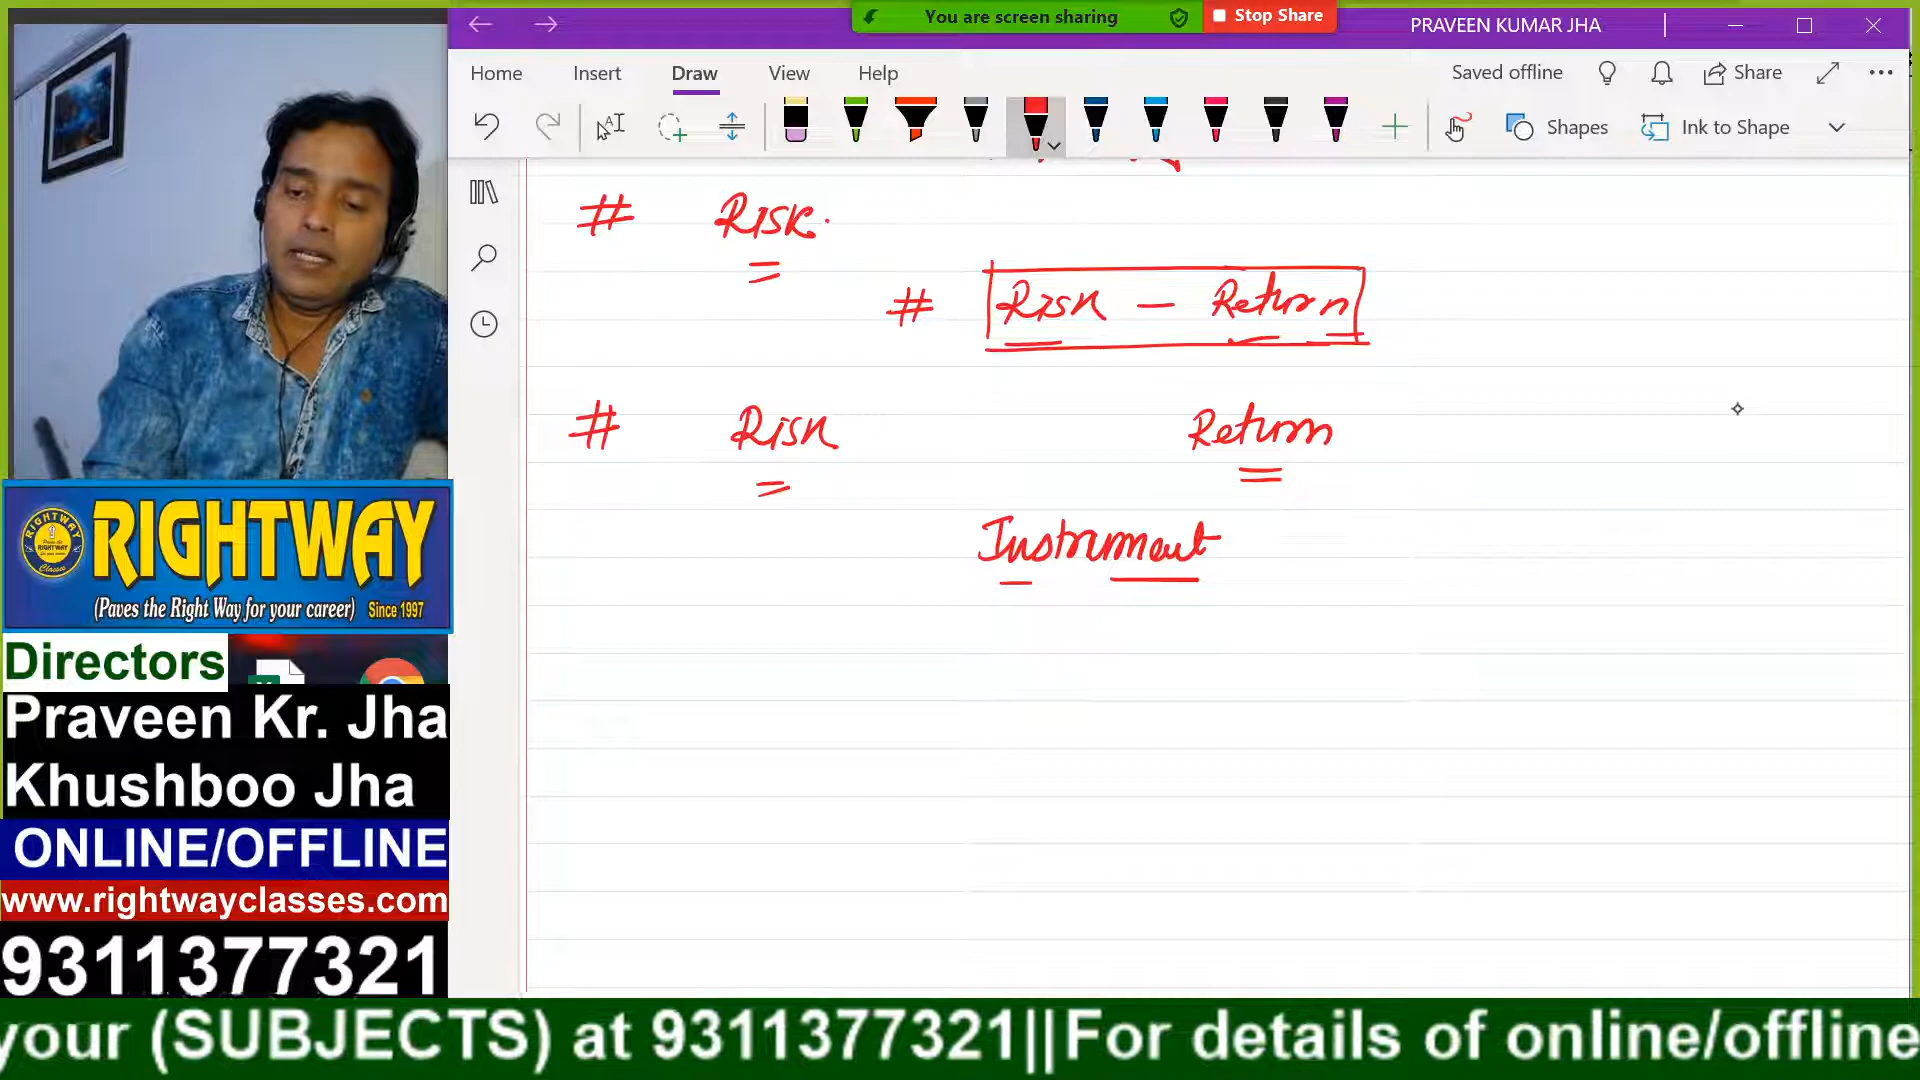 You are screen sharing Stop Share PRAVEEN KUMAR JHA
Home Insert Draw View Help Saved offline Share
Shapes Ink to Shape
# Risk.
# Risk – Return
# Risk Return
Instrument
RIGHTWAY Classes
RIGHTWAY
(Paves the Right Way for your career) Since 1997
Directors
Praveen Kr. Jha
Khushboo Jha
ONLINE/OFFLINE
www.rightwayclasses.com
9311377321
your (SUBJECTS) at 9311377321||For details of online/offline